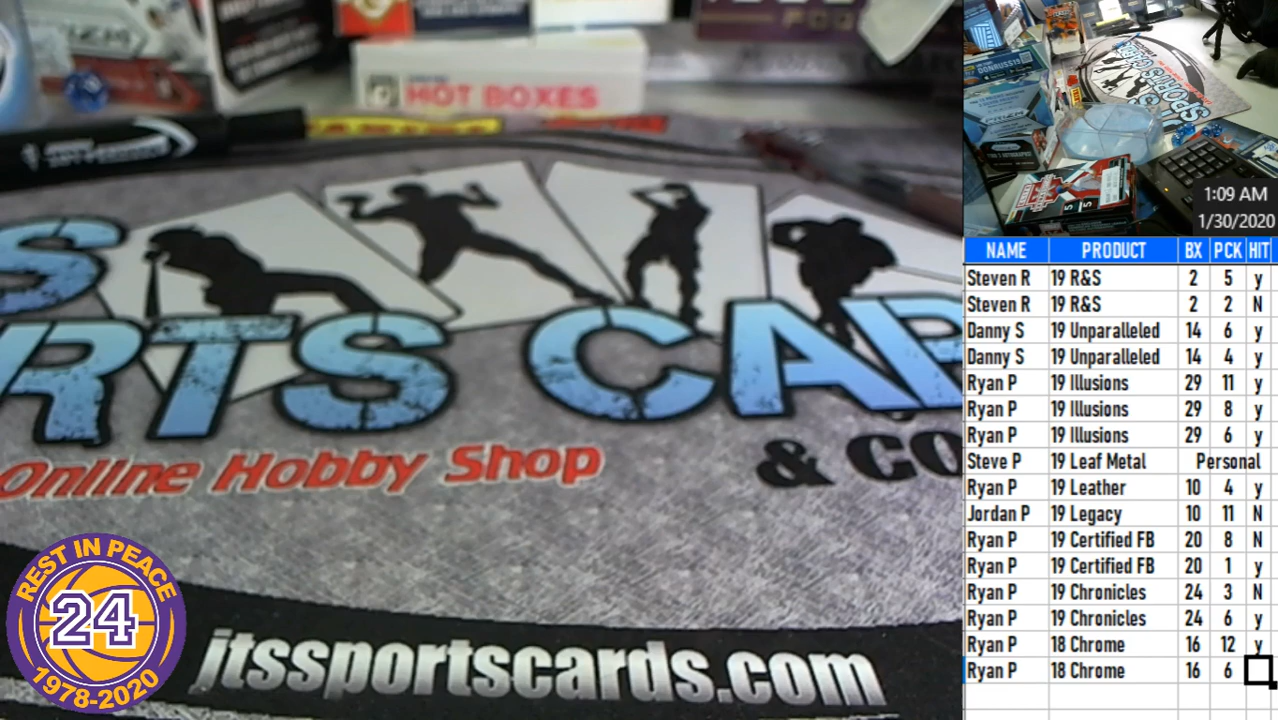 HOT BOXES
S
RTS CAR
Online Hobby Shop
& CO
jtssportscards.com
REST IN PEACE
24
1978-2020
SPORTS CARD
1:09 AM
1/30/2020
NAME PRODUCT BX PCK HIT
Steven R 19 R&S 2 5 y
Steven R 19 R&S 2 2 N
Danny S 19 Unparalleled 14 6 y
Danny S 19 Unparalleled 14 4 y
Ryan P 19 Illusions 29 11 y
Ryan P 19 Illusions 29 8 y
Ryan P 19 Illusions 29 6 y
Steve P 19 Leaf Metal Personal
Ryan P 19 Leather 10 4 y
Jordan P 19 Legacy 10 11 N
Ryan P 19 Certified FB 20 8 N
Ryan P 19 Certified FB 20 1 y
Ryan P 19 Chronicles 24 3 N
Ryan P 19 Chronicles 24 6 y
Ryan P 18 Chrome 16 12 y
Ryan P 18 Chrome 16 6